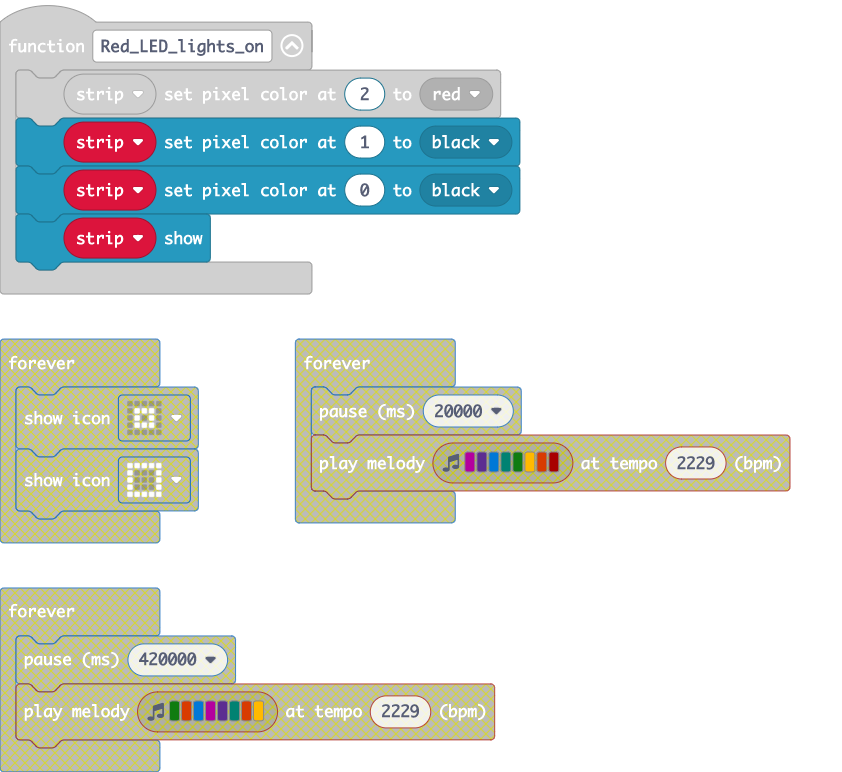 function Red_LED_lights_on
strip set pixel color at 2 to red
strip set pixel color at 1 to black
strip set pixel color at 0 to black
strip show
forever
show icon
show icon
forever
pause (ms) 20000
play melody at tempo 2229 (bpm)
forever
pause (ms) 420000
play melody at tempo 2229 (bpm)